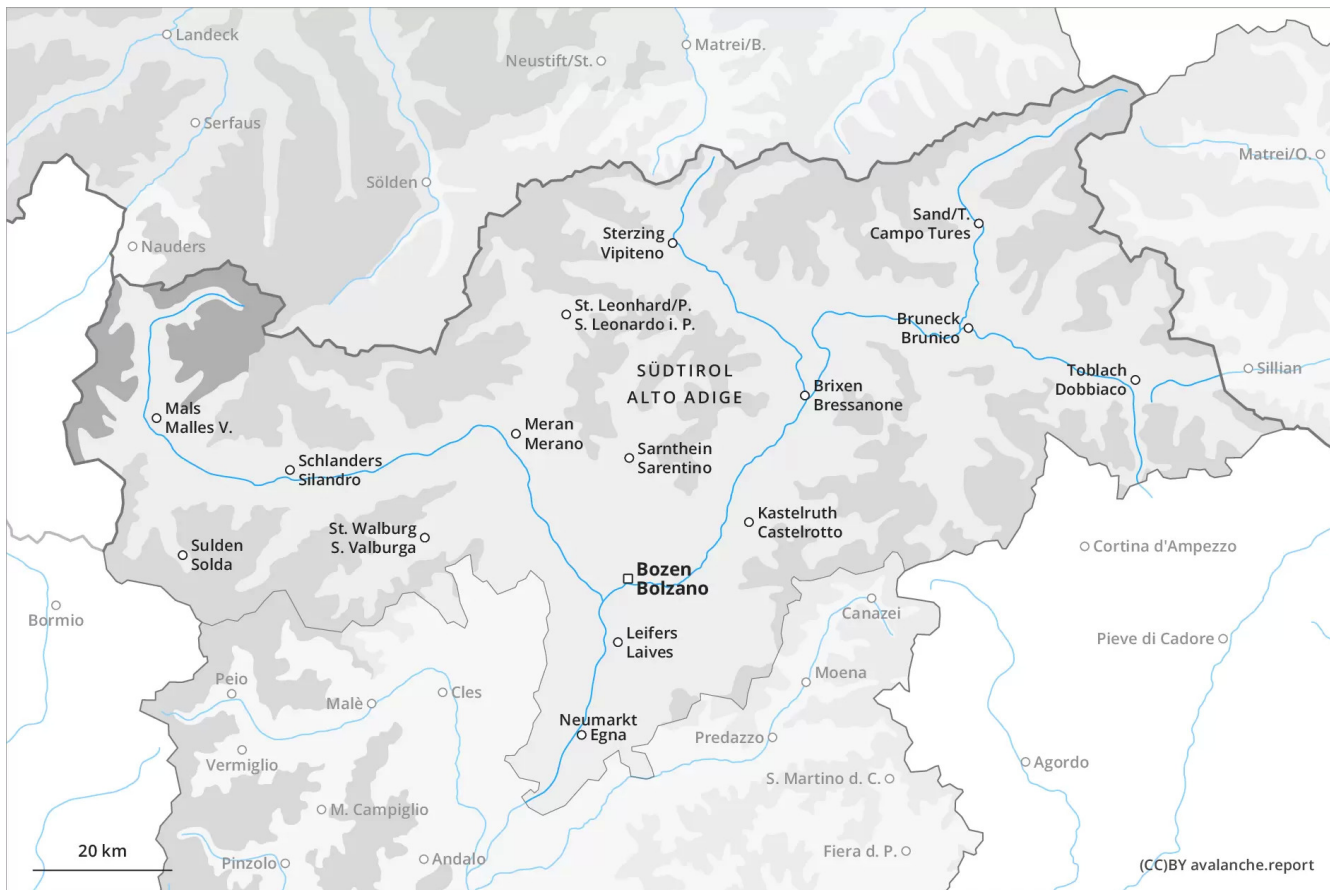 Landeck
Matrei/B.
Neustift/St.
Serfaus
Matrei/O.
Sölden
Sand/T.
Campo Tures
Sterzing
Vipiteno
Nauders
St. Leonhard/P.
S. Leonardo i. P.
Bruneck
Brunico
SÜDTIROL
ALTO ADIGE
Toblach
Dobbiaco
Sillian
Brixen
Bressanone
Mals
Malles V.
Meran
Merano
Sarnthein
Sarentino
Schlanders
Silandro
Kastelruth
Castelrotto
St. Walburg
S. Valburga
Sulden
Solda
Cortina d'Ampezzo
Bozen
Bolzano
Bormio
Canazei
Leifers
Laives
Pieve di Cadore
Peio
Moena
Malè
Cles
Neumarkt
Egna
Predazzo
Vermiglio
Agordo
S. Martino d. C.
M. Campiglio
20 km
Pinzolo
Andalo
Fiera d. P.
(CC)BY avalanche.report